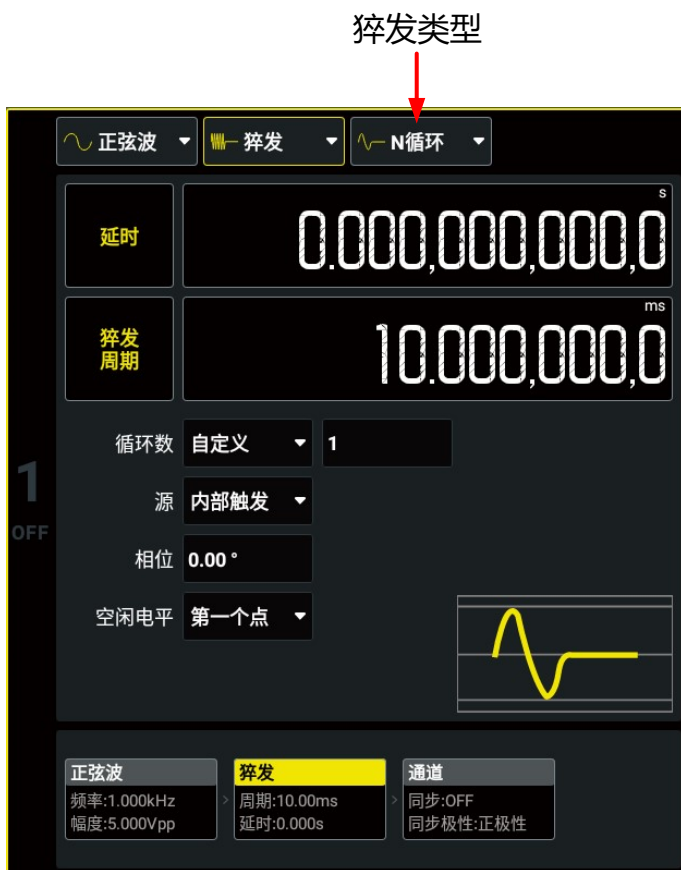 猝发类型
正弦波 猝发 N循环
延时 0.000,000,000,0 s
猝发
周期 10.000,000,0 ms
循环数 自定义 1
1
源 内部触发
OFF
相位 0.00 °
空闲电平 第一个点
正弦波 猝发 通道
频率:1.000kHz 周期:10.00ms 同步:OFF
幅度:5.000Vpp 延时:0.000s 同步极性:正极性